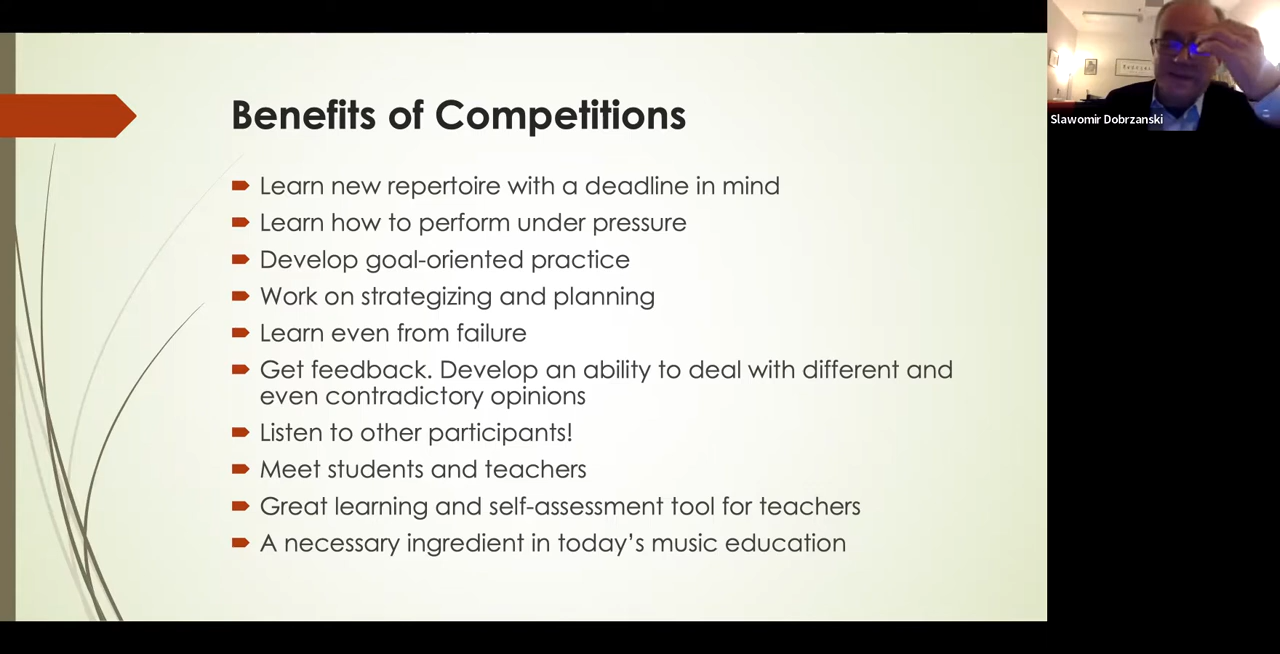 Benefits of Competitions
Learn new repertoire with a deadline in mind
Learn how to perform under pressure
Develop goal-oriented practice
Work on strategizing and planning
Learn even from failure
Get feedback. Develop an ability to deal with different and
even contradictory opinions
Listen to other participants!
Meet students and teachers
Great learning and self-assessment tool for teachers
A necessary ingredient in today’s music education
Slawomir Dobrzanski